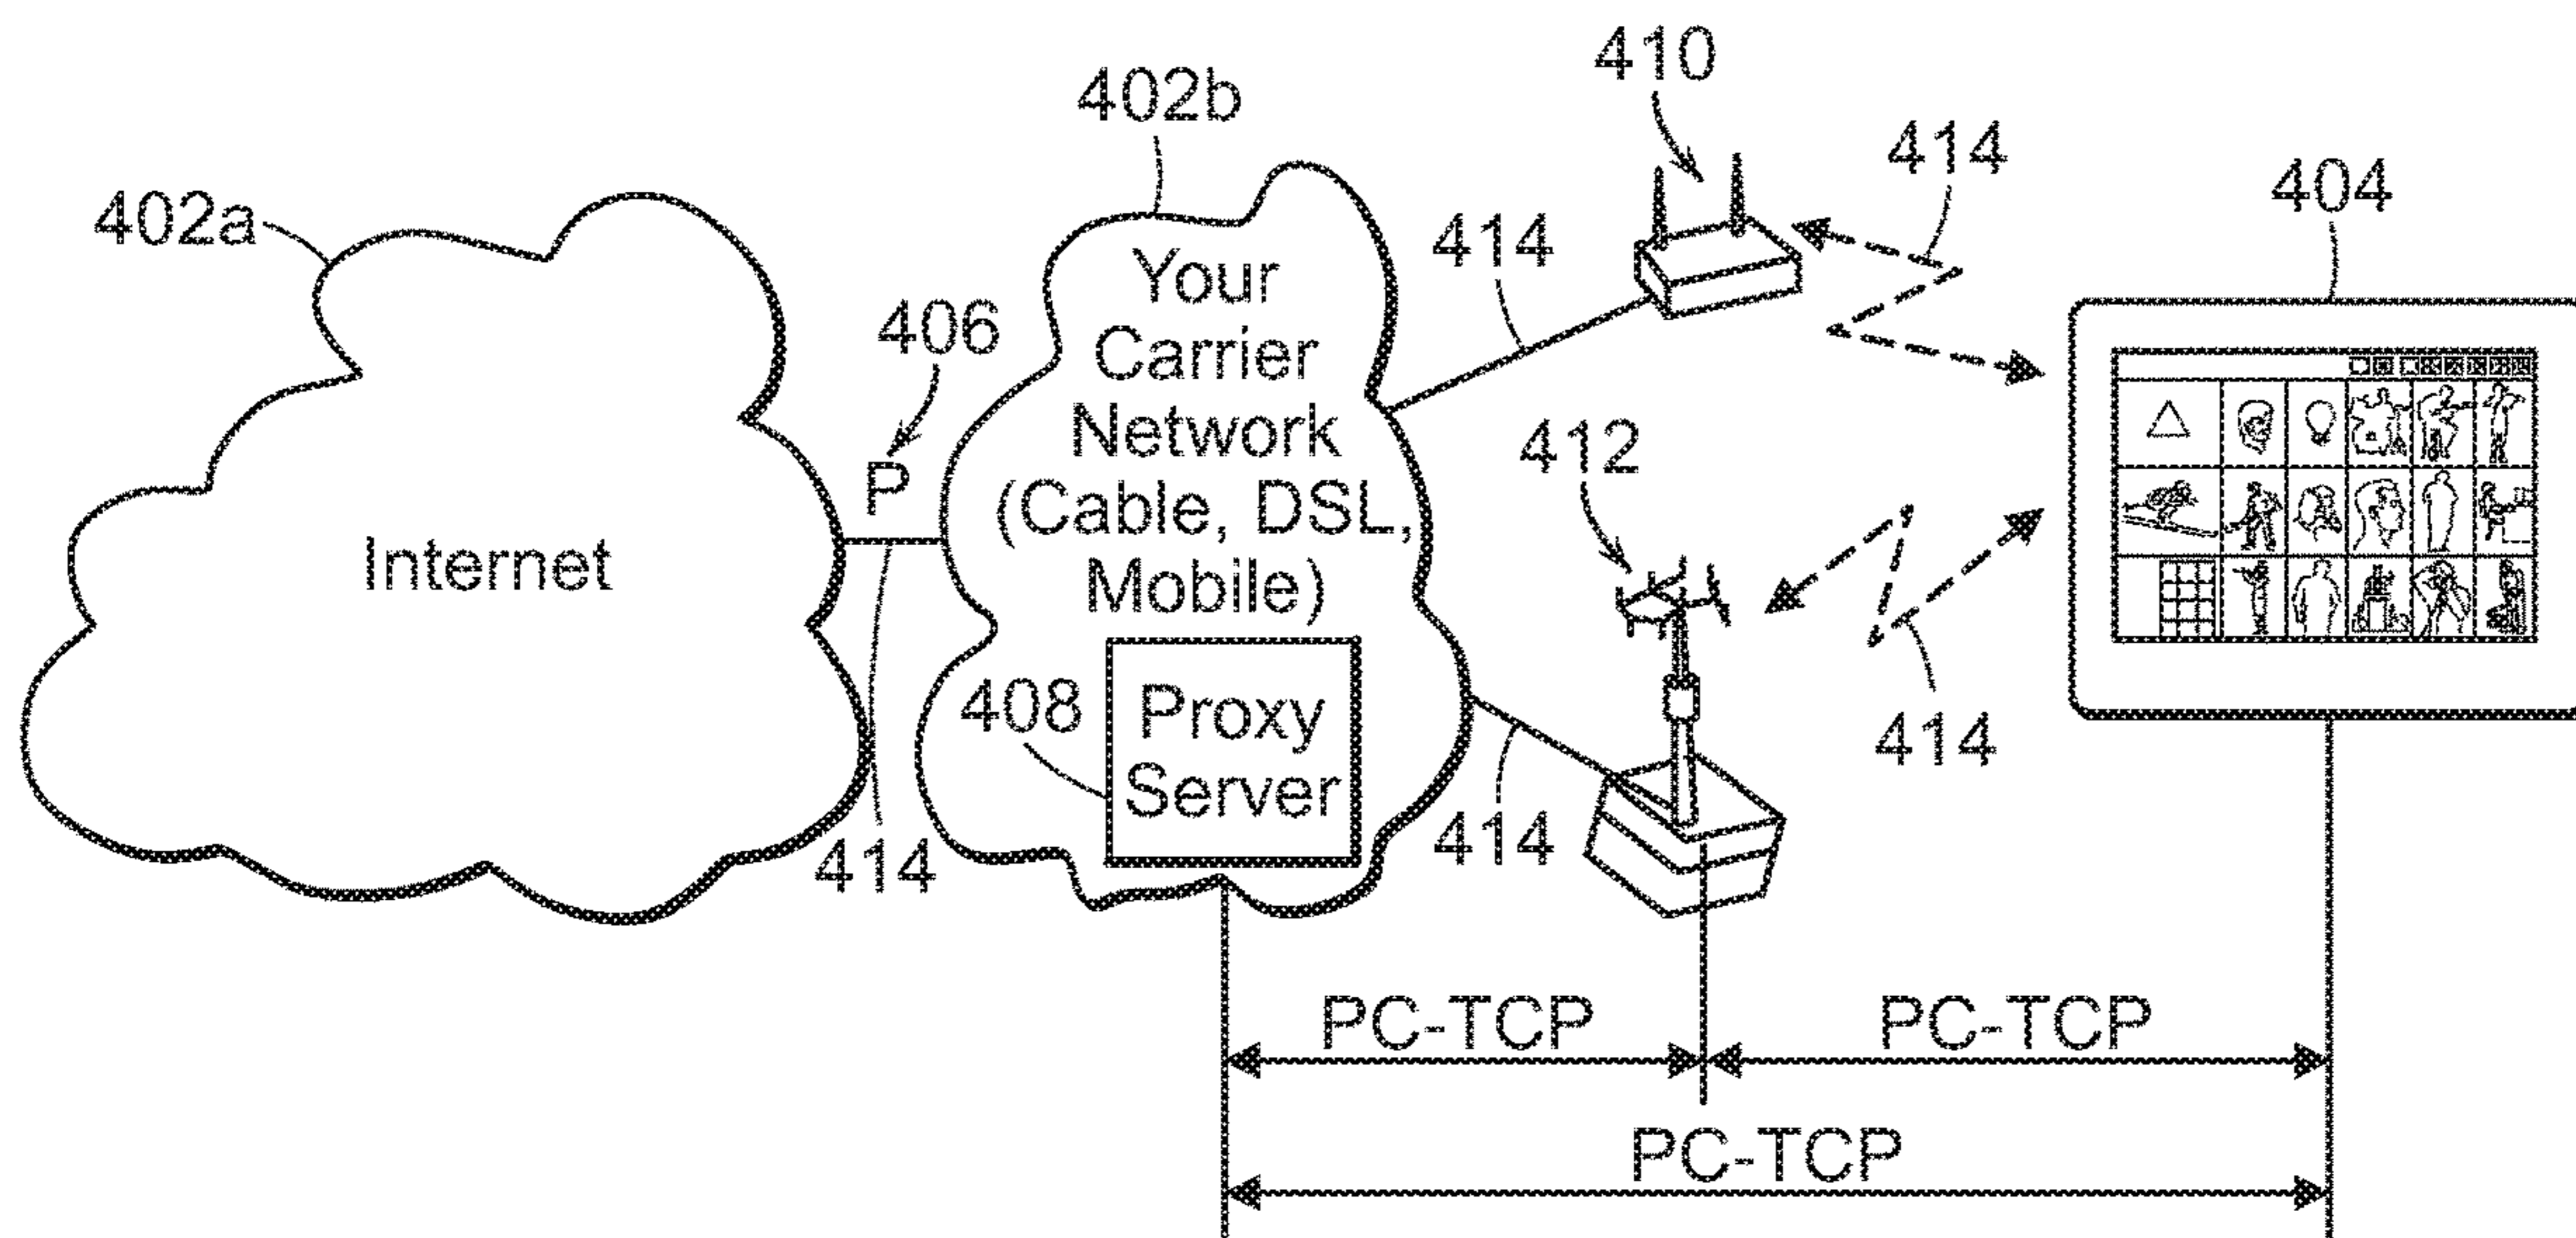 410
402b
414
404
402a
414
406
P
Your
Carrier
Network
(Cable, DSL,
Mobile)
412
Internet
408
Proxy
Server
414
414
414
PC-TCP
PC-TCP
PC-TCP